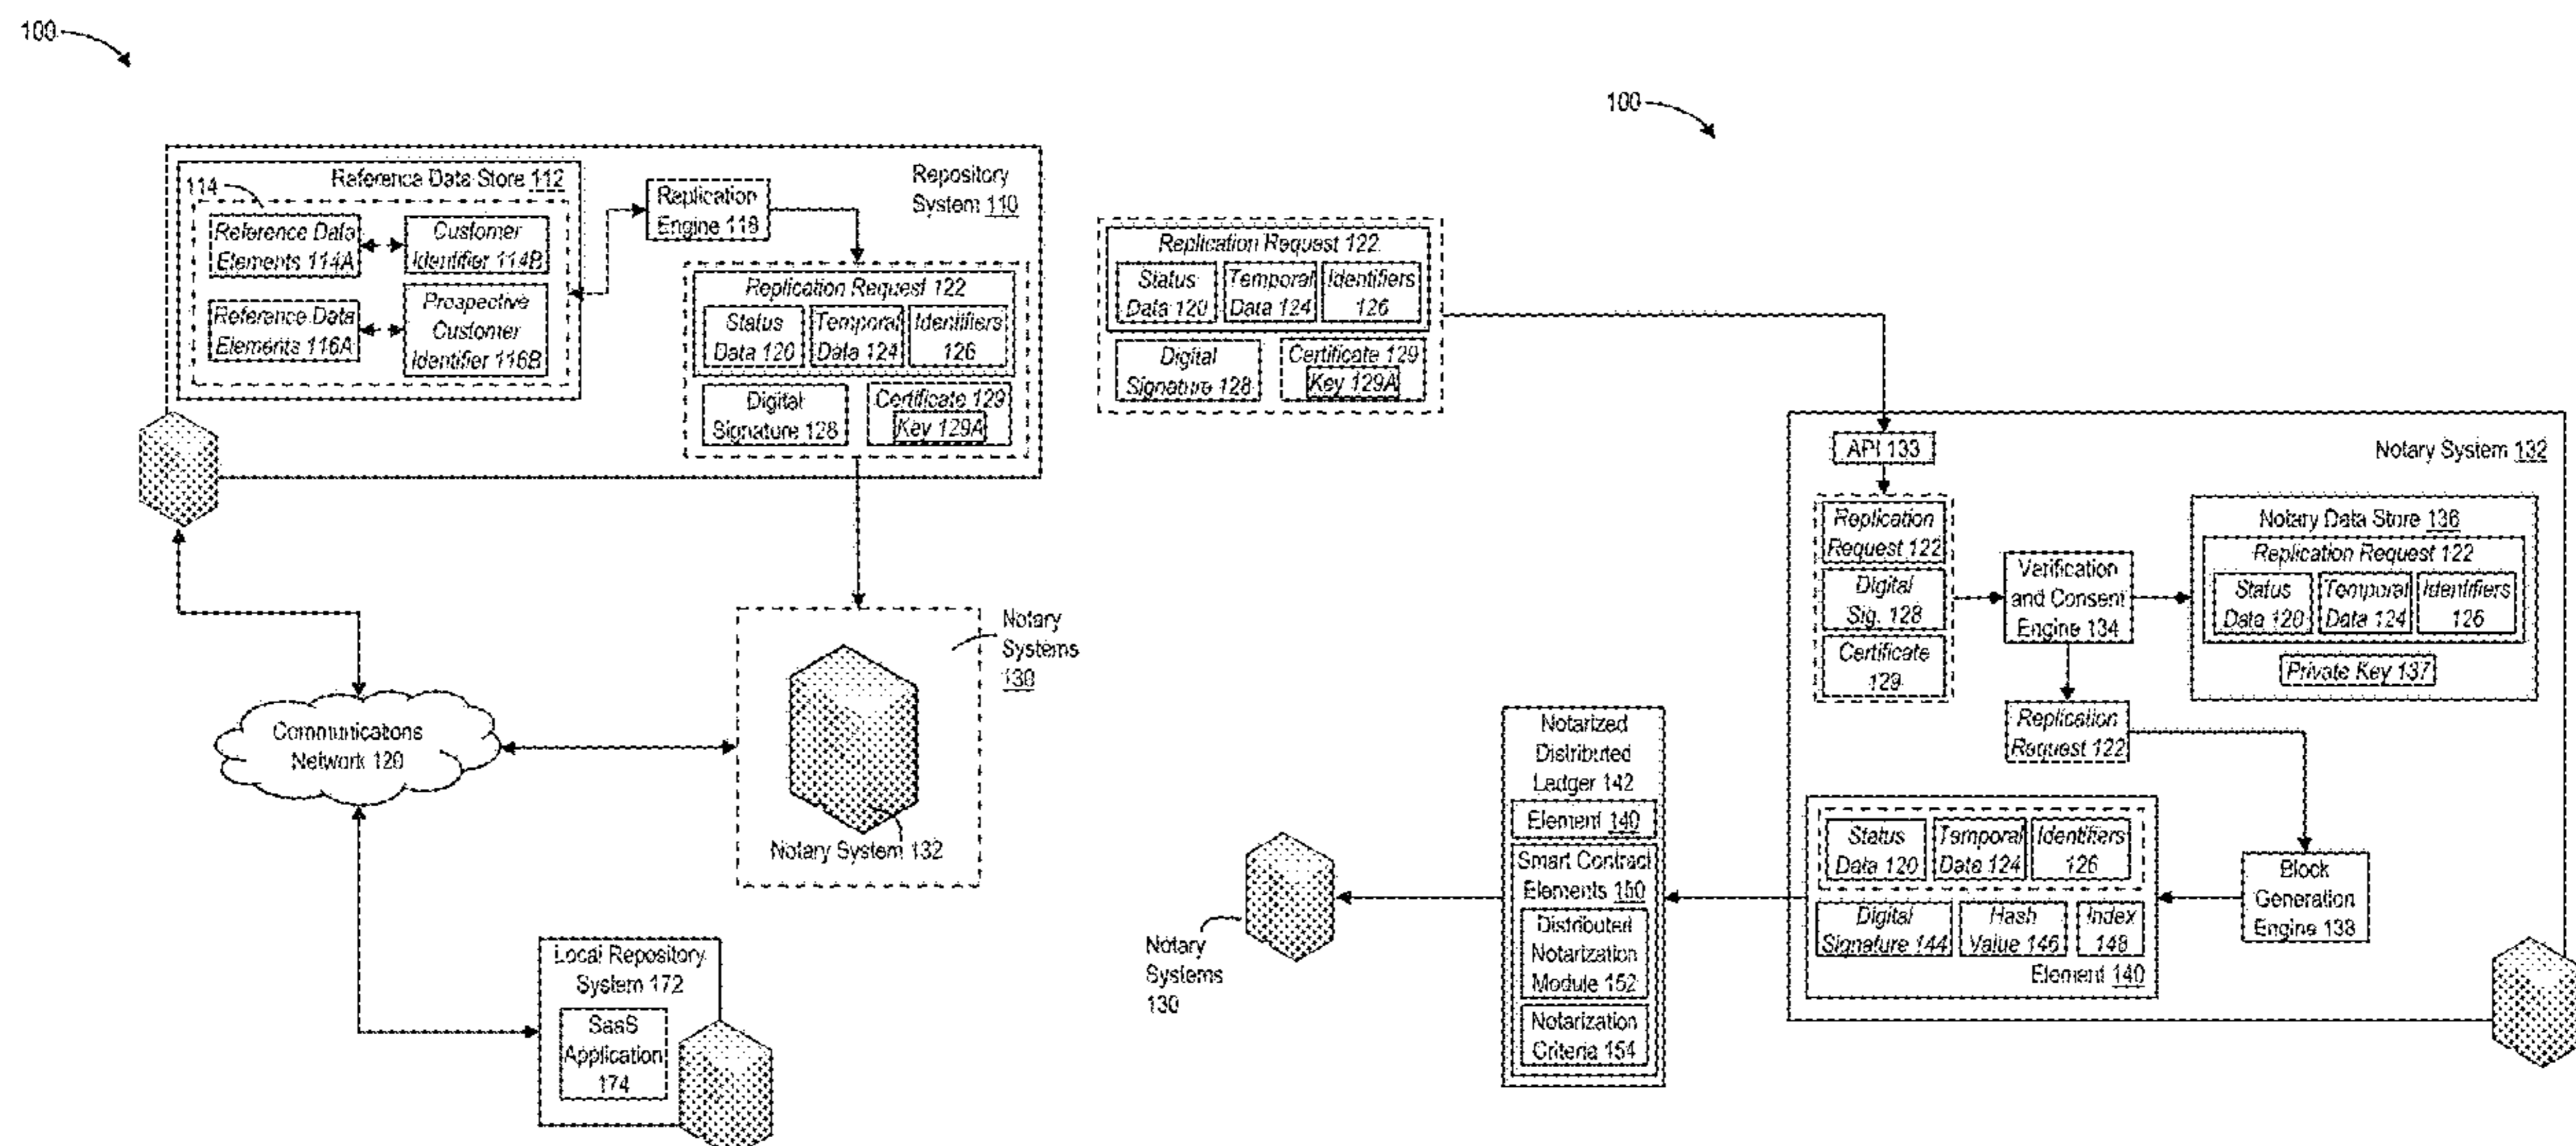 100
Reference Data Store 112
114
Reference Data
Elements 114A
Customer
Identifier 114B
Reference Data
Elements 116A
Prospective
Customer
Identifier 116B
Replication
Engine 118
Repository
System 110
Replication Request 122
Status
Data 120
Temporal
Data 124
Identifiers
126
Digital
Signature 128
Certificate 129
Key 129A
Communications
Network 120
Notary
Systems
130
Notary System 132
Local Repository
System 172
SaaS
Application
174
100
Replication Request 122
Status
Data 120
Temporal
Data 124
Identifiers
126
Digital
Signature 128
Certificate 129
Key 129A
API 133
Notary System 132
Replication
Request 122
Digital
Sig. 128
Certificate
129
Verification
and Consent
Engine 134
Notary Data Store 136
Replication Request 122
Status
Data 120
Temporal
Data 124
Identifiers
126
Private Key 137
Replication
Request 122
Block
Generation
Engine 138
Status
Data 120
Temporal
Data 124
Identifiers
126
Digital
Signature 144
Hash
Value 146
Index
148
Element 140
Notarized
Distributed
Ledger 142
Element 140
Smart Contract
Elements 150
Distributed
Notarization
Module 152
Notarization
Criteria 154
Notary
Systems
130